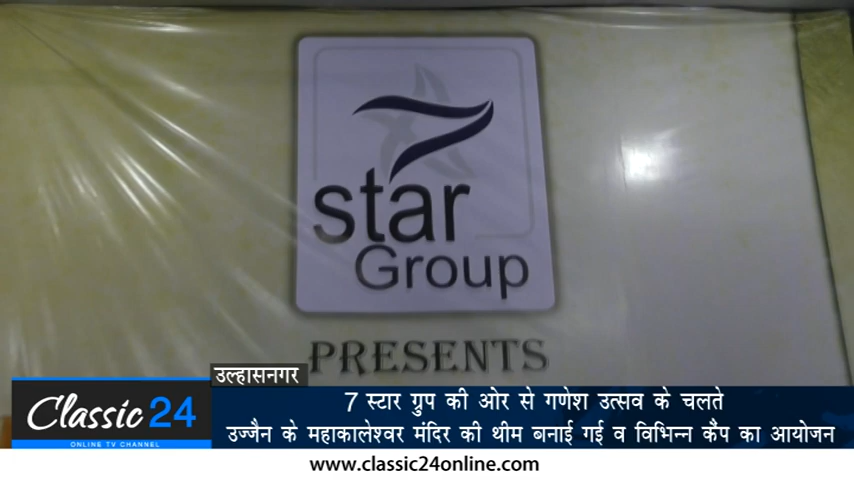 7
star
Group
PRESENTS
उल्हासनगर
7 स्टार ग्रुप की ओर से गणेश उत्सव के चलते
Classic 24
ONLINE TV CHANNEL
उज्जैन के महाकालेश्वर मंदिर की थीम बनाई गई व विभिन्न कैंप का आयोजन
www.classic24online.com